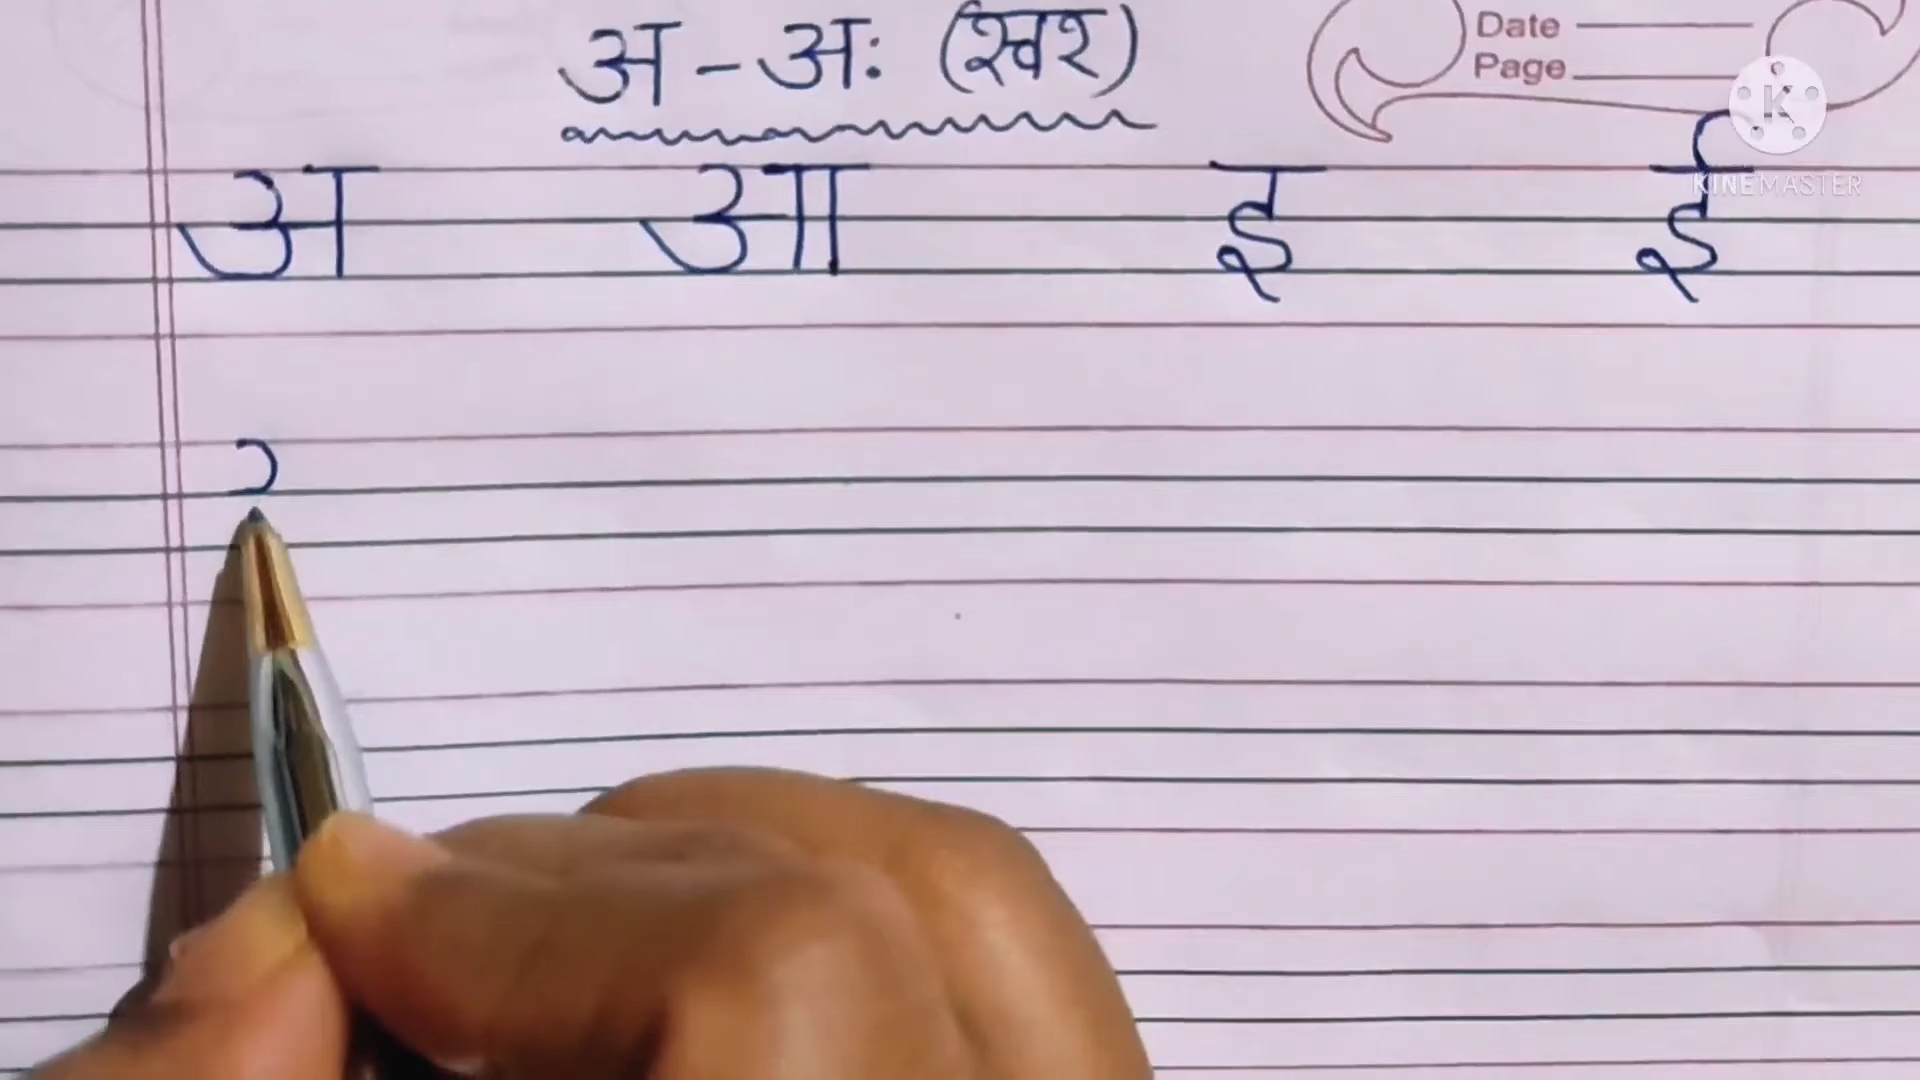 अ - अः (स्वर)
Date
Page
KINEMASTER
अ आ इ ई